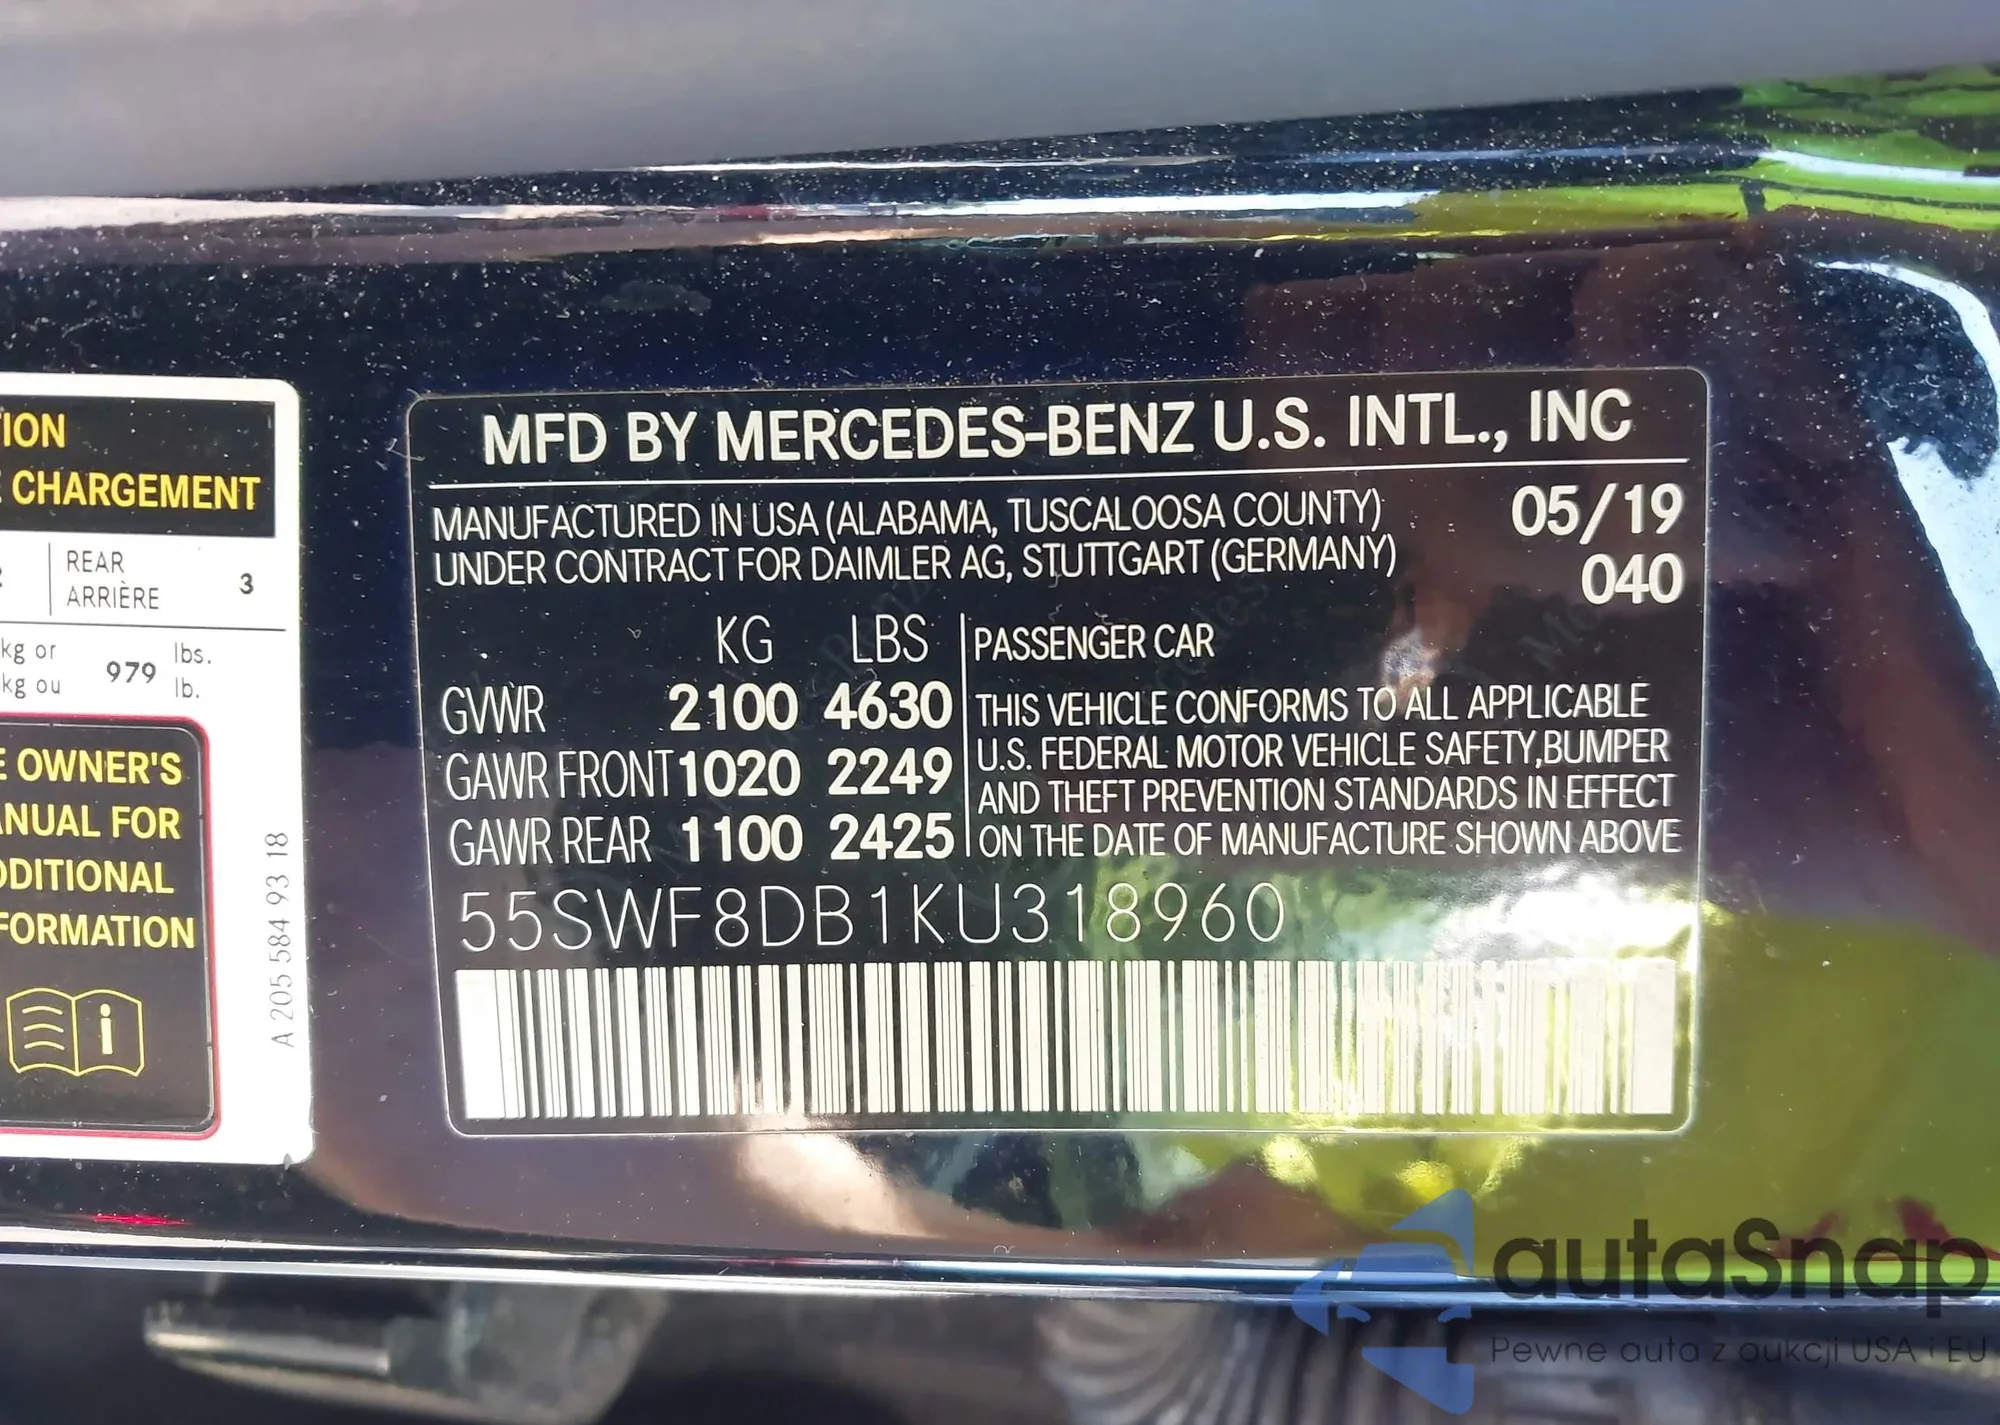 ION
E CHARGEMENT
REAR
ARRIÈRE 3
kg or
kg ou 979 lbs.
lb.
E OWNER'S
ANUAL FOR
DDITIONAL
FORMATION
i
A 205 584 93 18
MFD BY MERCEDES-BENZ U.S. INTL., INC
MANUFACTURED IN USA (ALABAMA, TUSCALOOSA COUNTY) 05/19
UNDER CONTRACT FOR DAIMLER AG, STUTTGART (GERMANY) 040
KG LBS
GVWR 2100 4630
GAWR FRONT 1020 2249
GAWR REAR 1100 2425
PASSENGER CAR
THIS VEHICLE CONFORMS TO ALL APPLICABLE
U.S. FEDERAL MOTOR VEHICLE SAFETY,BUMPER
AND THEFT PREVENTION STANDARDS IN EFFECT
ON THE DATE OF MANUFACTURE SHOWN ABOVE
55SWF8DB1KU318960
autaSnap
Pewne auta z aukcji USA i EU